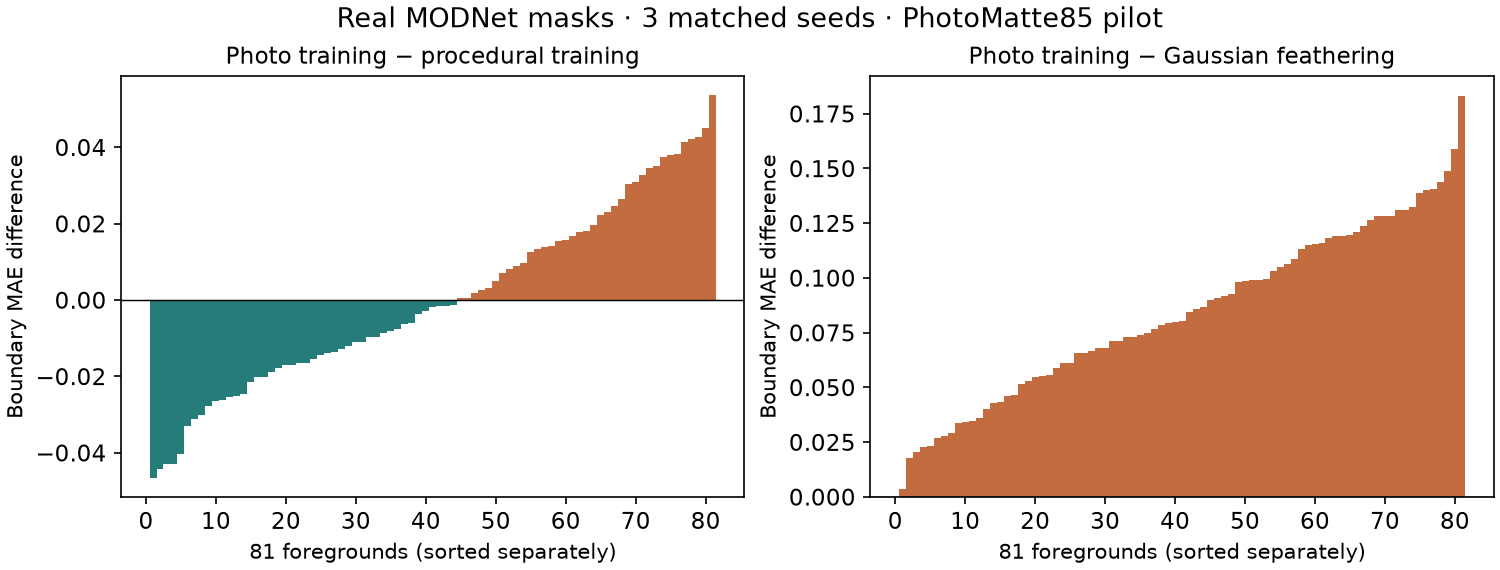 Real MODNet masks · 3 matched seeds · PhotoMatte85 pilot
Photo training − procedural training
Boundary MAE difference
0.04
0.02
0.00
−0.02
−0.04
0 10 20 30 40 50 60 70 80
81 foregrounds (sorted separately)
Photo training − Gaussian feathering
Boundary MAE difference
0.175
0.150
0.125
0.100
0.075
0.050
0.025
0.000
0 10 20 30 40 50 60 70 80
81 foregrounds (sorted separately)